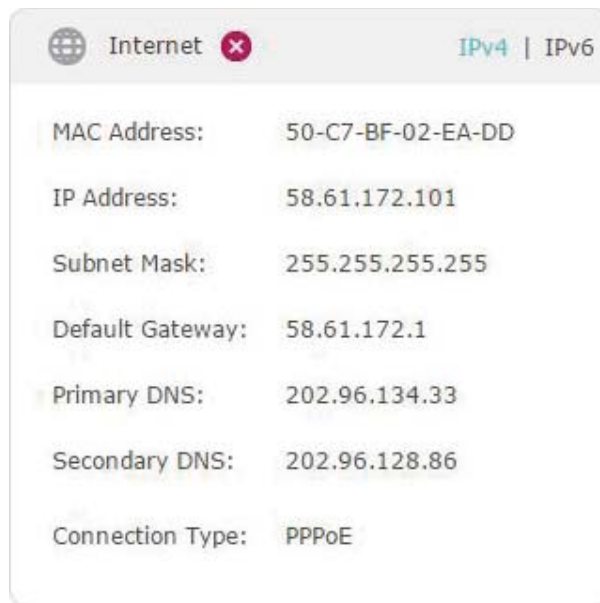 Internet IPv4 | IPv6
MAC Address: 50-C7-BF-02-EA-DD
IP Address: 58.61.172.101
Subnet Mask: 255.255.255.255
Default Gateway: 58.61.172.1
Primary DNS: 202.96.134.33
Secondary DNS: 202.96.128.86
Connection Type: PPPoE